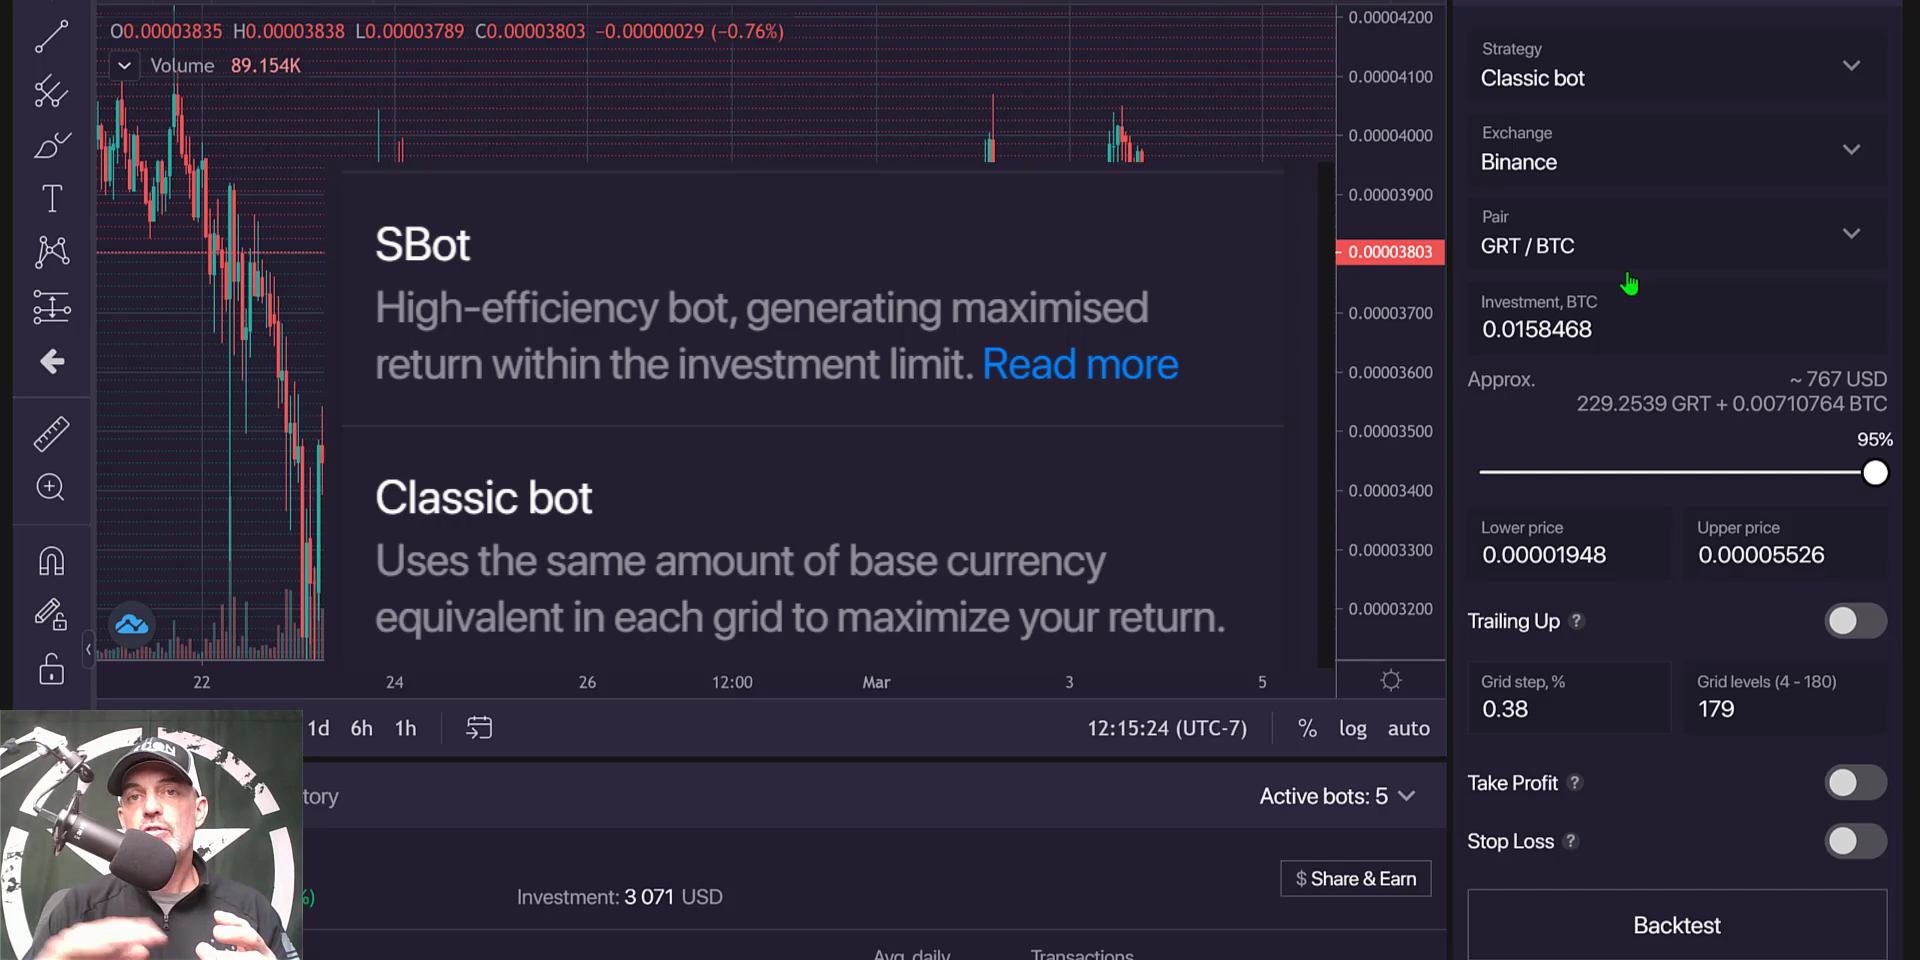 O0.00003835 H0.00003838 L0.00003789 C0.00003803 −0.00000029 (−0.76%)
Volume 89.154K
0.00004200
0.00004100
0.00004000
0.00003900
0.00003803
0.00003700
0.00003600
0.00003500
0.00003400
0.00003300
0.00003200
SBot
High-efficiency bot, generating maximised
return within the investment limit. Read more
Classic bot
Uses the same amount of base currency
equivalent in each grid to maximize your return.
22 24 26 12:00 Mar 3 5
1d 6h 1h
12:15:24 (UTC-7) % log auto
tory
Active bots: 5
%)
Investment: 3 071 USD
$ Share & Earn
Avg. daily Transactions
Strategy
Classic bot
Exchange
Binance
Pair
GRT / BTC
Investment, BTC
0.0158468
Approx. ~ 767 USD
229.2539 GRT + 0.00710764 BTC
95%
Lower price Upper price
0.00001948 0.00005526
Trailing Up ?
Grid step, % Grid levels (4 - 180)
0.38 179
Take Profit ?
Stop Loss ?
Backtest